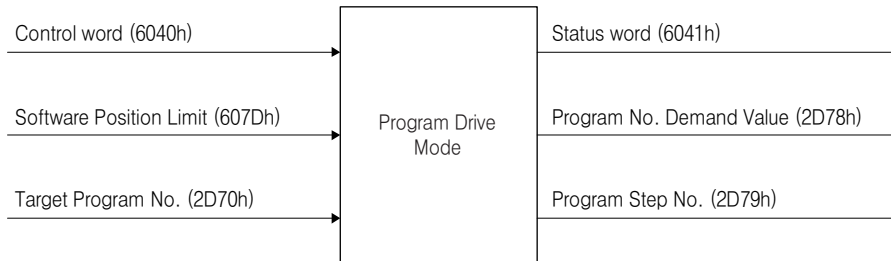 Control word (6040h)
Status word (6041h)
Software Position Limit (607Dh)
Program Drive
Mode
Program No. Demand Value (2D78h)
Target Program No. (2D70h)
Program Step No. (2D79h)